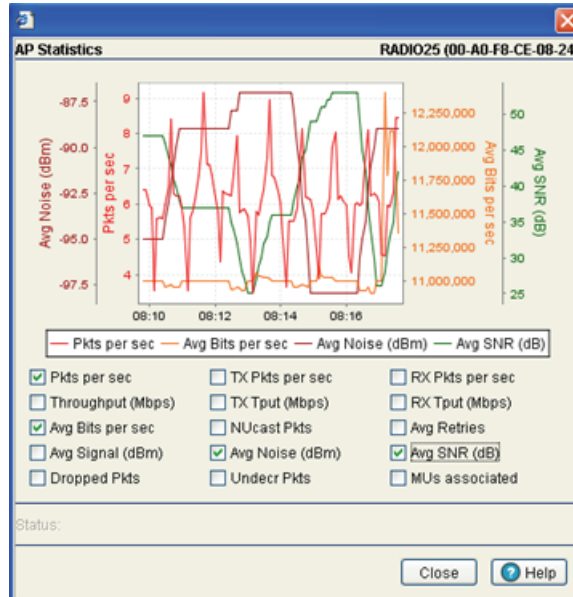 AP Statistics RADIO25 (00-A0-F8-CE-08-24
-87.5 9 12,250,000 53
-90.0 8 12,000,000 47
7 11,750,000 41
-92.5 6 11,500,000 36
-95.0 5 11,250,000 30
-97.5 4 11,000,000 25
Avg Noise (dBm)
Pkts per sec
Avg Bits per sec
Avg SNR (dB)
08:10 08:12 08:14 08:16
Pkts per sec Avg Bits per sec Avg Noise (dBm) Avg SNR (dB)
Pkts per sec TX Pkts per sec RX Pkts per sec
Throughput (Mbps) TX Tput (Mbps) RX Tput (Mbps)
Avg Bits per sec NUcast Pkts Avg Retries
Avg Signal (dBm) Avg Noise (dBm) Avg SNR (dB)
Dropped Pkts Undecr Pkts MUs associated
Status:
Close Help